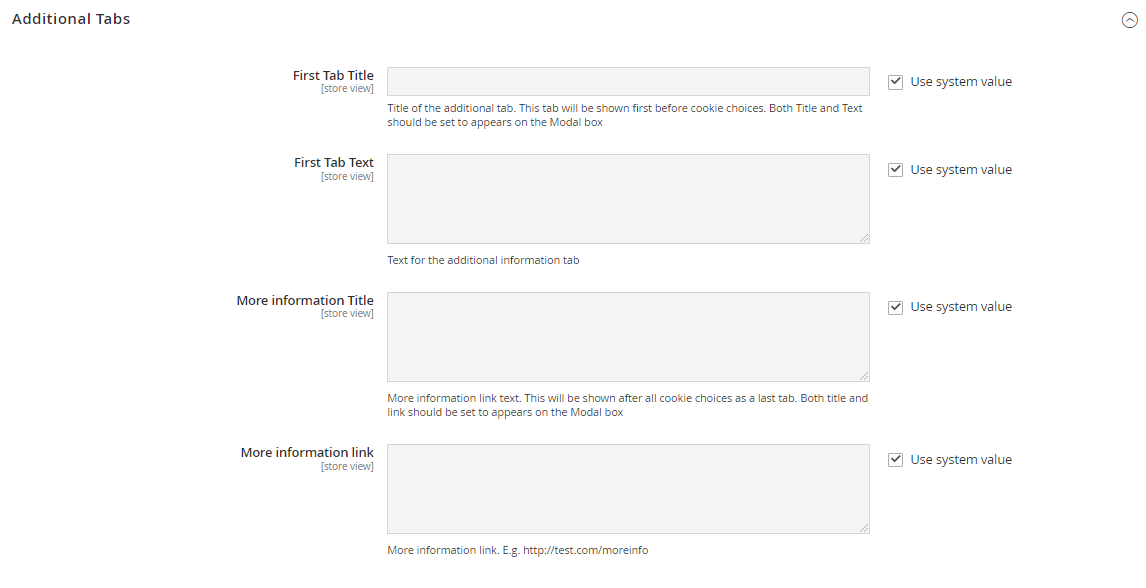 Additional Tabs
First Tab Title
[store view]
Use system value
Title of the additional tab. This tab will be shown first before cookie choices. Both Title and Text
should be set to appears on the Modal box
First Tab Text
[store view]
Use system value
Text for the additional information tab
More information Title
[store view]
Use system value
More information link text. This will be shown after all cookie choices as a last tab. Both title and
link should be set to appears on the Modal box
More information link
[store view]
Use system value
More information link. E.g. http://test.com/moreinfo